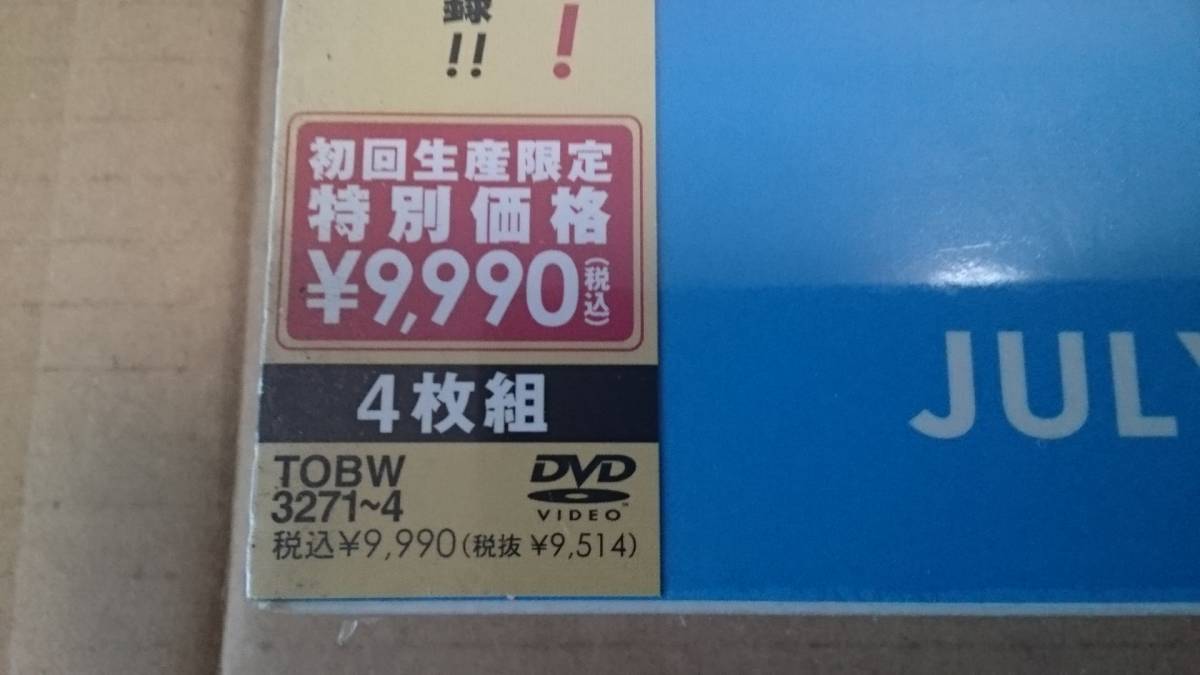 録!!
!
初回生産限定
特別価格
¥9,990(税込)
4枚組
TOBW
3271~4
DVD
VIDEO
税込¥9,990(税抜 ¥9,514)
JULY